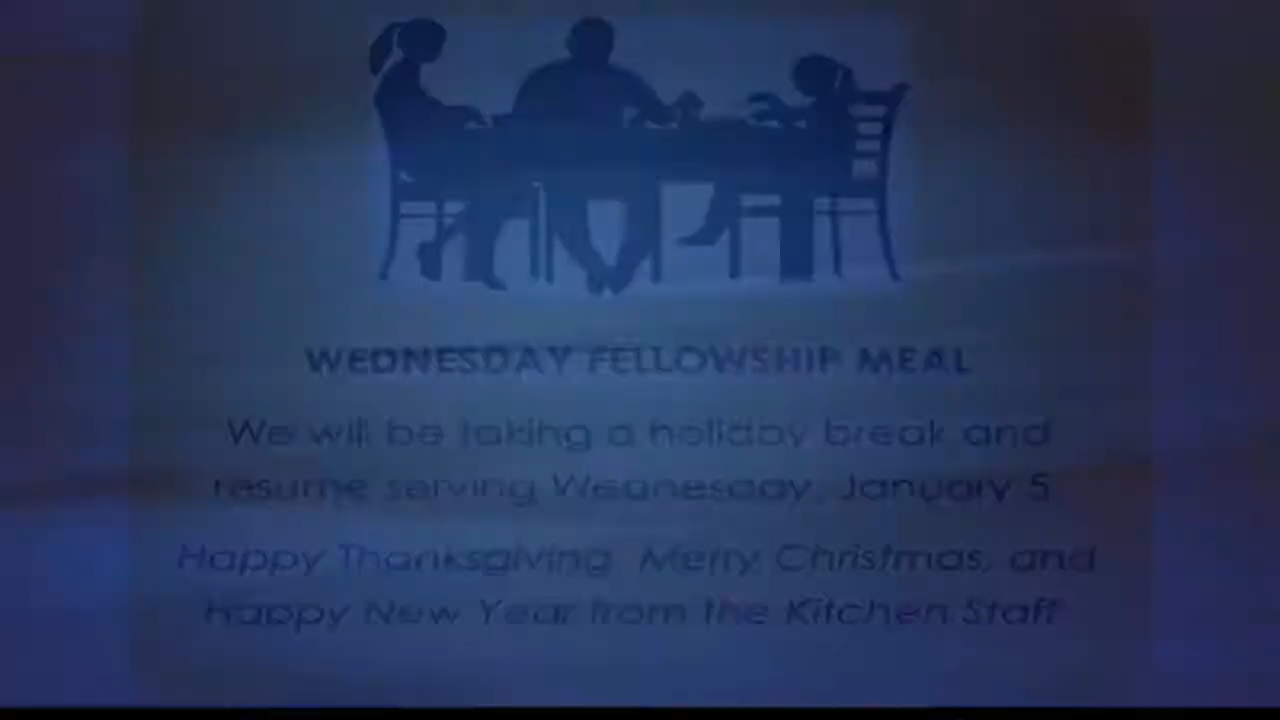 WEDNESDAY FELLOWSHIP MEAL
We will be taking a holiday break and
resume serving Wednesday, January 5
Happy Thanksgiving, Merry Christmas, and
Happy New Year from the Kitchen Staff